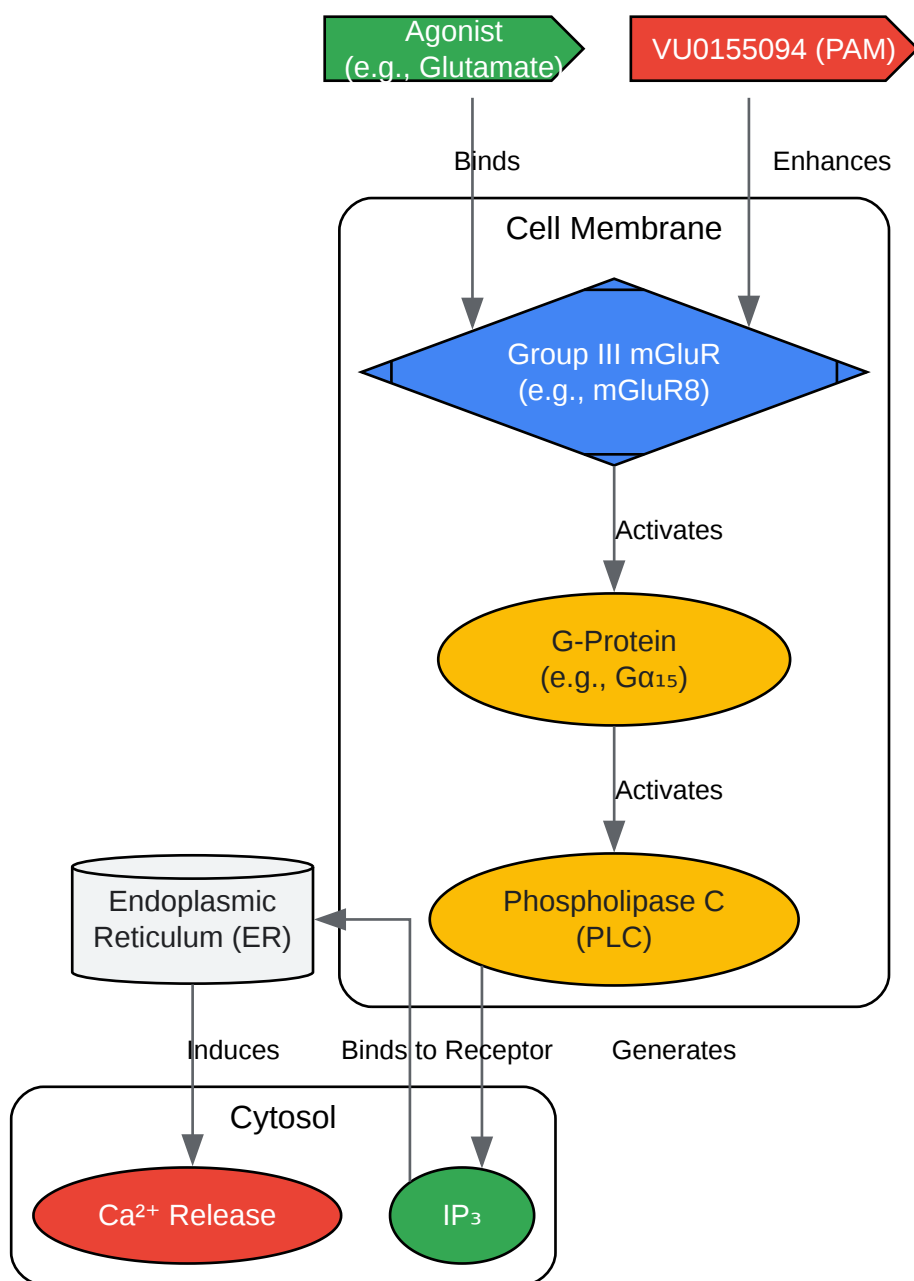 Agonist
(e.g., Glutamate)
VU0155094 (PAM)
Binds
Enhances
Cell Membrane
Group III mGluR
(e.g., mGluR8)
Activates
G-Protein
(e.g., Gα₁₅)
Activates
Endoplasmic
Reticulum (ER)
Phospholipase C
(PLC)
Induces
Binds to Receptor
Generates
Cytosol
Ca²⁺ Release
IP₃